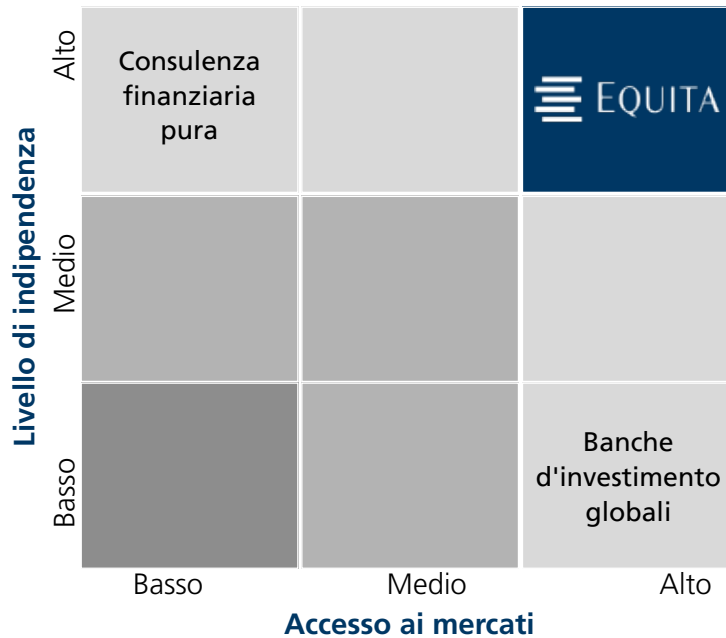 Livello di indipendenza
Alto
Medio
Basso
Consulenza
finanziaria
pura
EQUITA
Banche
d'investimento
globali
Basso
Medio
Alto
Accesso ai mercati